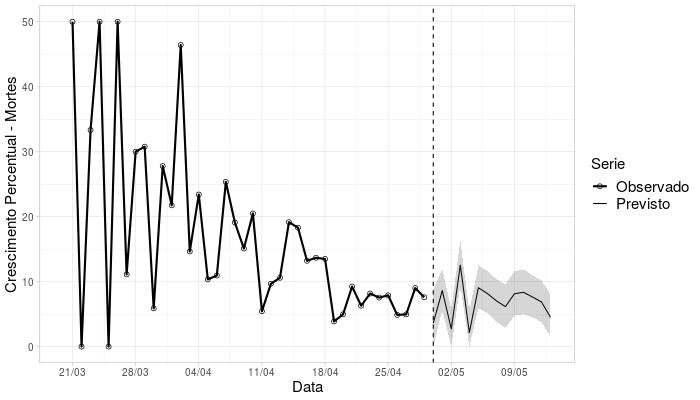 Crescimento Percentual - Mortes
50
40
30
20
10
0
21/03 28/03 04/04 11/04 18/04 25/04 02/05 09/05
Data
Serie
Observado
Previsto